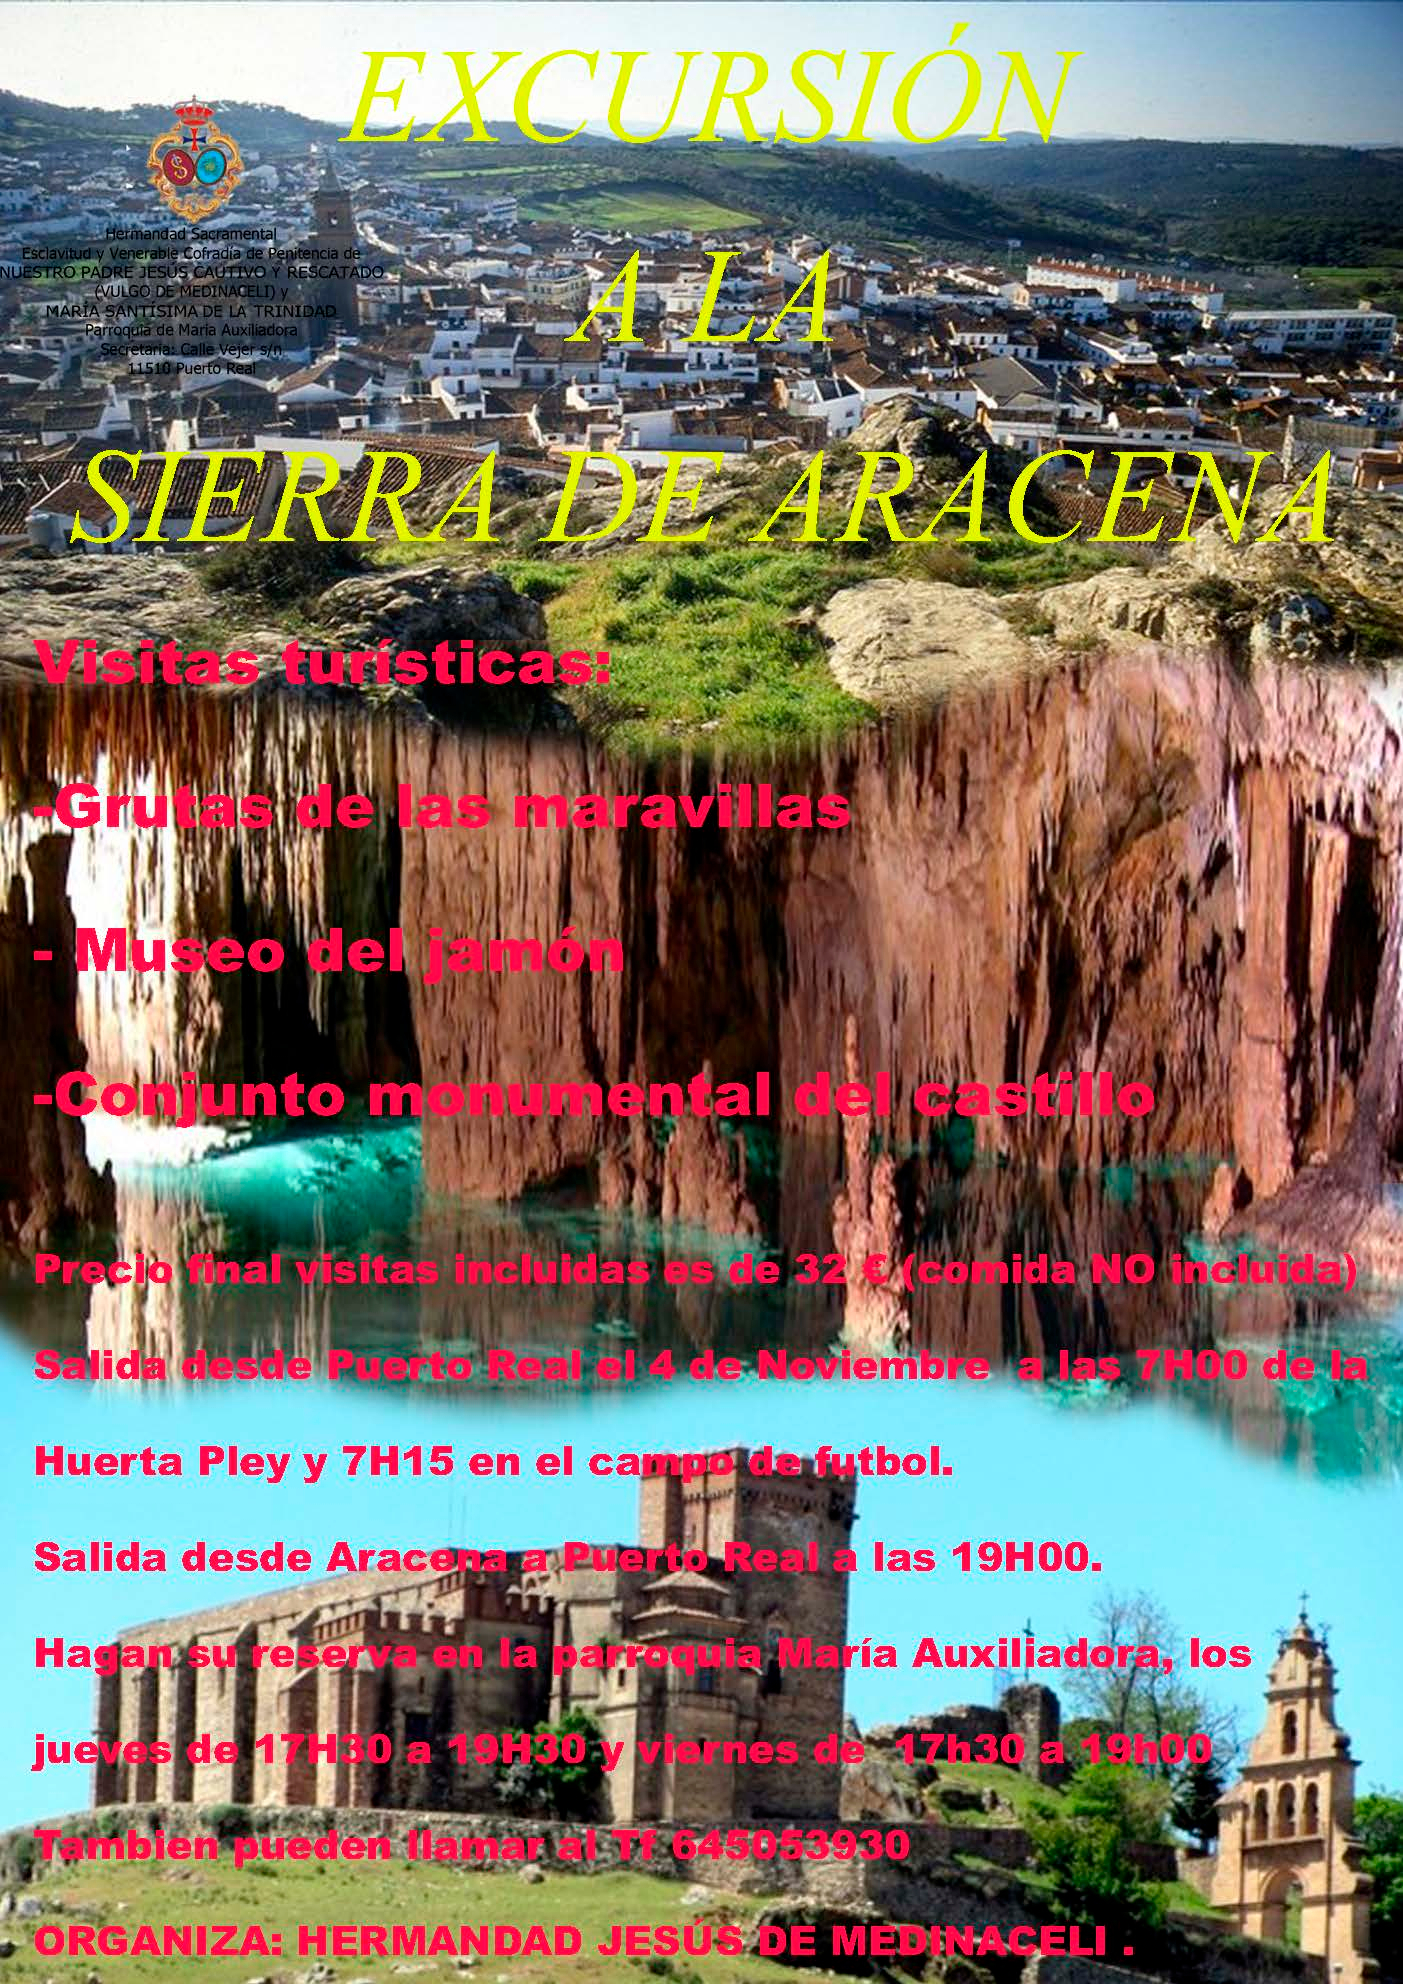 EXCURSIÓN
Hermandad Sacramental
Esclavitud y Venerable Cofradía de Penitencia de
NUESTRO PADRE JESÚS CAUTIVO Y RESCATADO
(VULGO DE MEDINACELI) y
MARÍA SANTÍSIMA DE LA TRINIDAD
Parroquia de María Auxiliadora
Secretaria: Calle Vejer s/n
11510 Puerto Real
A LA
SIERRA DE ARACENA
Visitas turísticas:
-Grutas de las maravillas
- Museo del jamón
-Conjunto monumental del castillo
Precio final visitas incluidas es de 32 € (comida NO incluida)
Salida desde Puerto Real el 4 de Noviembre a las 7H00 de la
Huerta Pley y 7H15 en el campo de futbol.
Salida desde Aracena a Puerto Real a las 19H00.
Hagan su reserva en la parroquia María Auxiliadora, los
jueves de 17H30 a 19H30 y viernes de 17h30 a 19h00
Tambien pueden llamar al Tf 645053930
ORGANIZA: HERMANDAD JESÚS DE MEDINACELI .